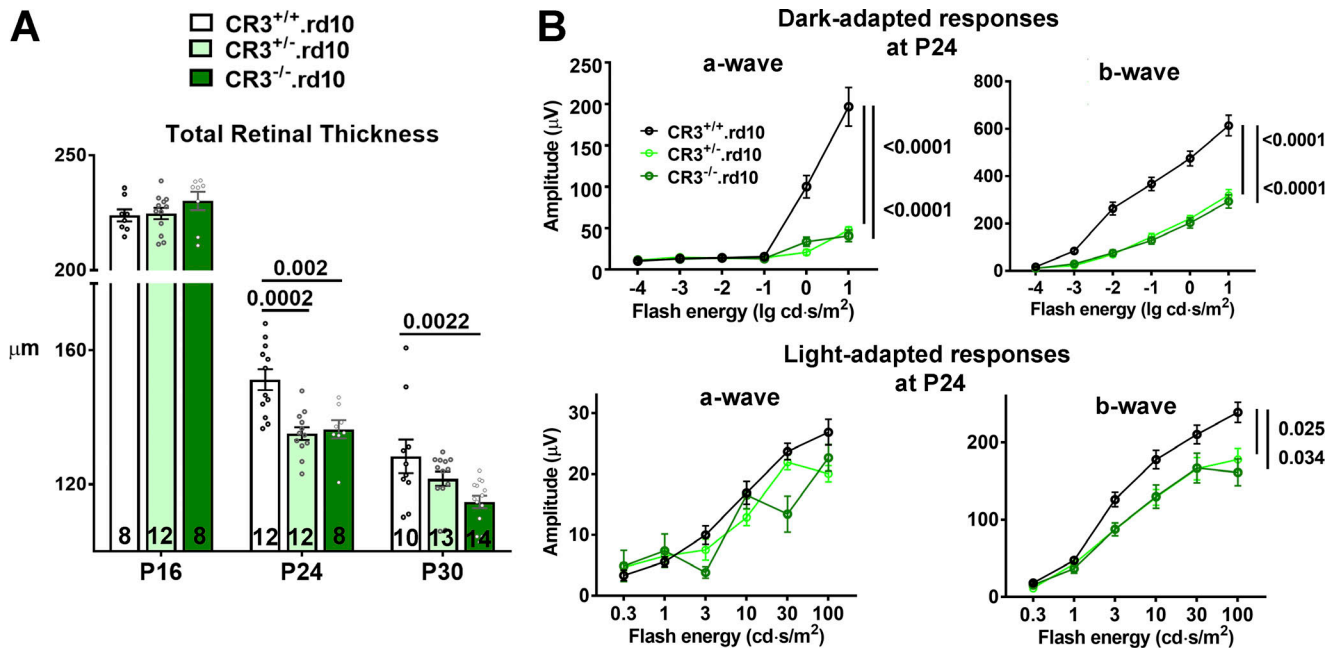 A
CR3+/+.rd10
CR3+/-.rd10
CR3-/-.rd10
Total Retinal Thickness
250
200
160
120
μm
0.002
0.0002
0.0022
8 12 8 12 12 8 10 13 14
P16 P24 P30
B
Dark-adapted responses
at P24
a-wave
250
200
150
100
50
0
Amplitude (μV)
CR3+/+.rd10
CR3+/-.rd10
CR3-/-.rd10
<0.0001
<0.0001
-4 -3 -2 -1 0 1
Flash energy (lg cd·s/m2)
b-wave
800
600
400
200
0
<0.0001
<0.0001
-4 -3 -2 -1 0 1
Flash energy (lg cd·s/m2)
Light-adapted responses
at P24
a-wave
30
20
10
0
Amplitude (μV)
0.3 1 3 10 30 100
Flash energy (cd·s/m2)
b-wave
200
100
0
0.025
0.034
0.3 1 3 10 30 100
Flash energy (cd·s/m2)